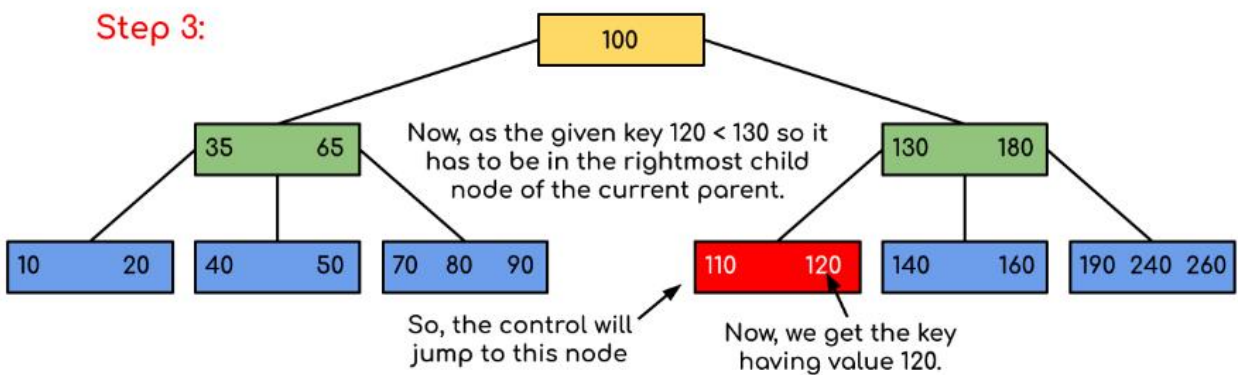 Step 3:
100
Now, as the given key 120 < 130 so it
has to be in the rightmost child
node of the current parent.
35 65
130 180
10 20
40 50
70 80 90
110 120
140 160
190 240 260
So, the control will
jump to this node
Now, we get the key
having value 120.